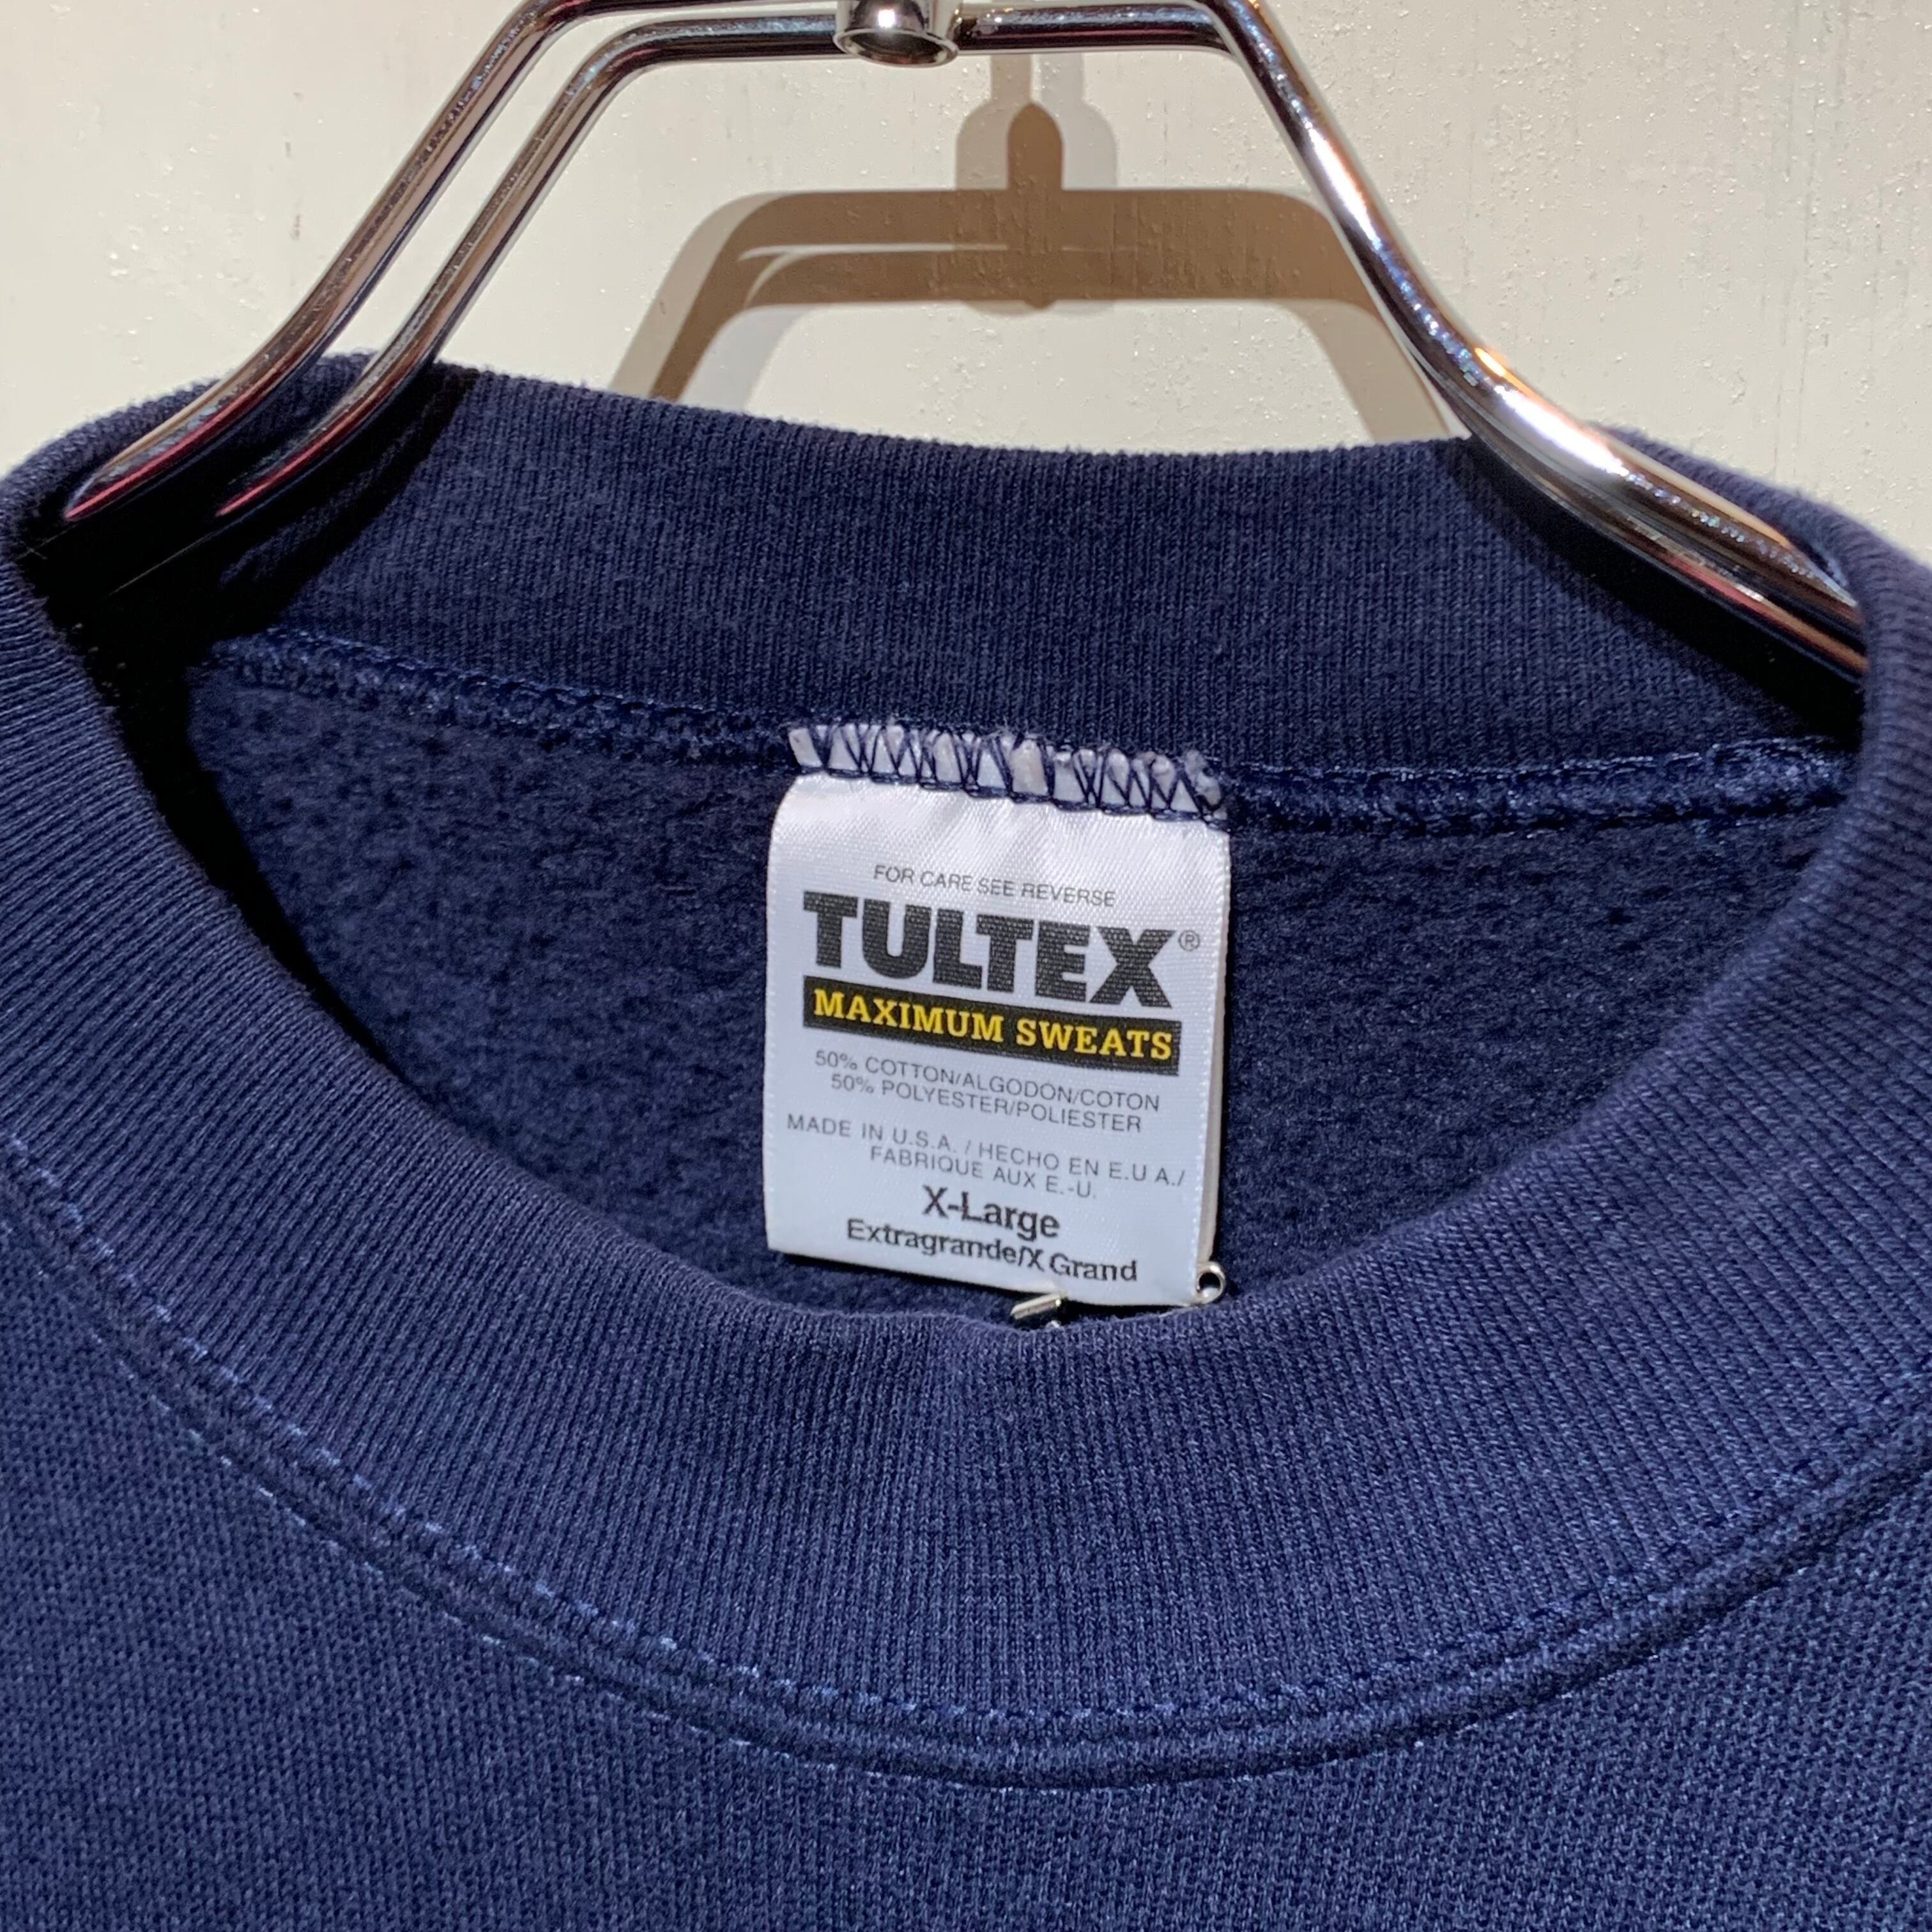 FOR CARE SEE REVERSE
TULTEX®
MAXIMUM SWEATS
50% COTTON/ALGODON/COTON
50% POLYESTER/POLIESTER
MADE IN U.S.A. / HECHO EN E.U A./
FABRIQUE AUX E.-U.
X-Large
Extragrande/X Grand